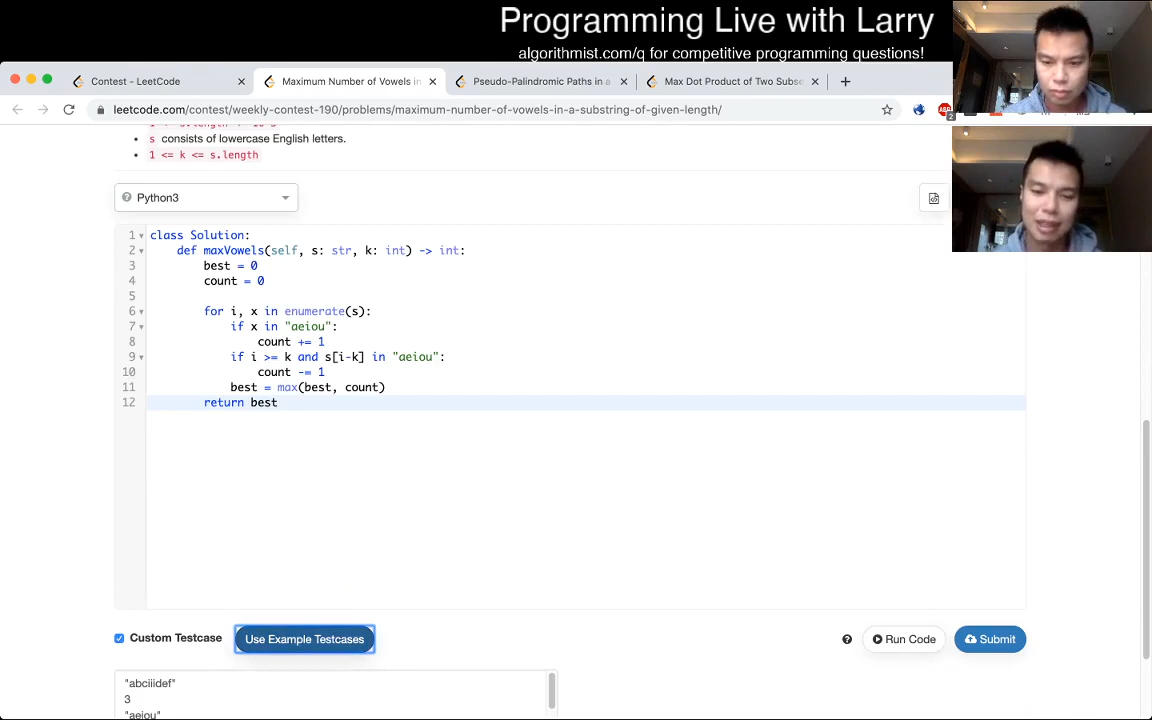 Programming Live with Larry
algorithmist.com/q for competitive programming questions!
Contest - LeetCode
Maximum Number of Vowels in
Pseudo-Palindromic Paths in a
Max Dot Product of Two Subse
leetcode.com/contest/weekly-contest-190/problems/maximum-number-of-vowels-in-a-substring-of-given-length/
s consists of lowercase English letters.
1 <= k <= s.length
Python3
1 class Solution:
2 def maxVowels(self, s: str, k: int) -> int:
3 best = 0
4 count = 0
5
6 for i, x in enumerate(s):
7 if x in "aeiou":
8 count += 1
9 if i >= k and s[i-k] in "aeiou":
10 count -= 1
11 best = max(best, count)
12 return best
Custom Testcase
Use Example Testcases
Run Code
Submit
"abciiidef"
3
"aeiou"